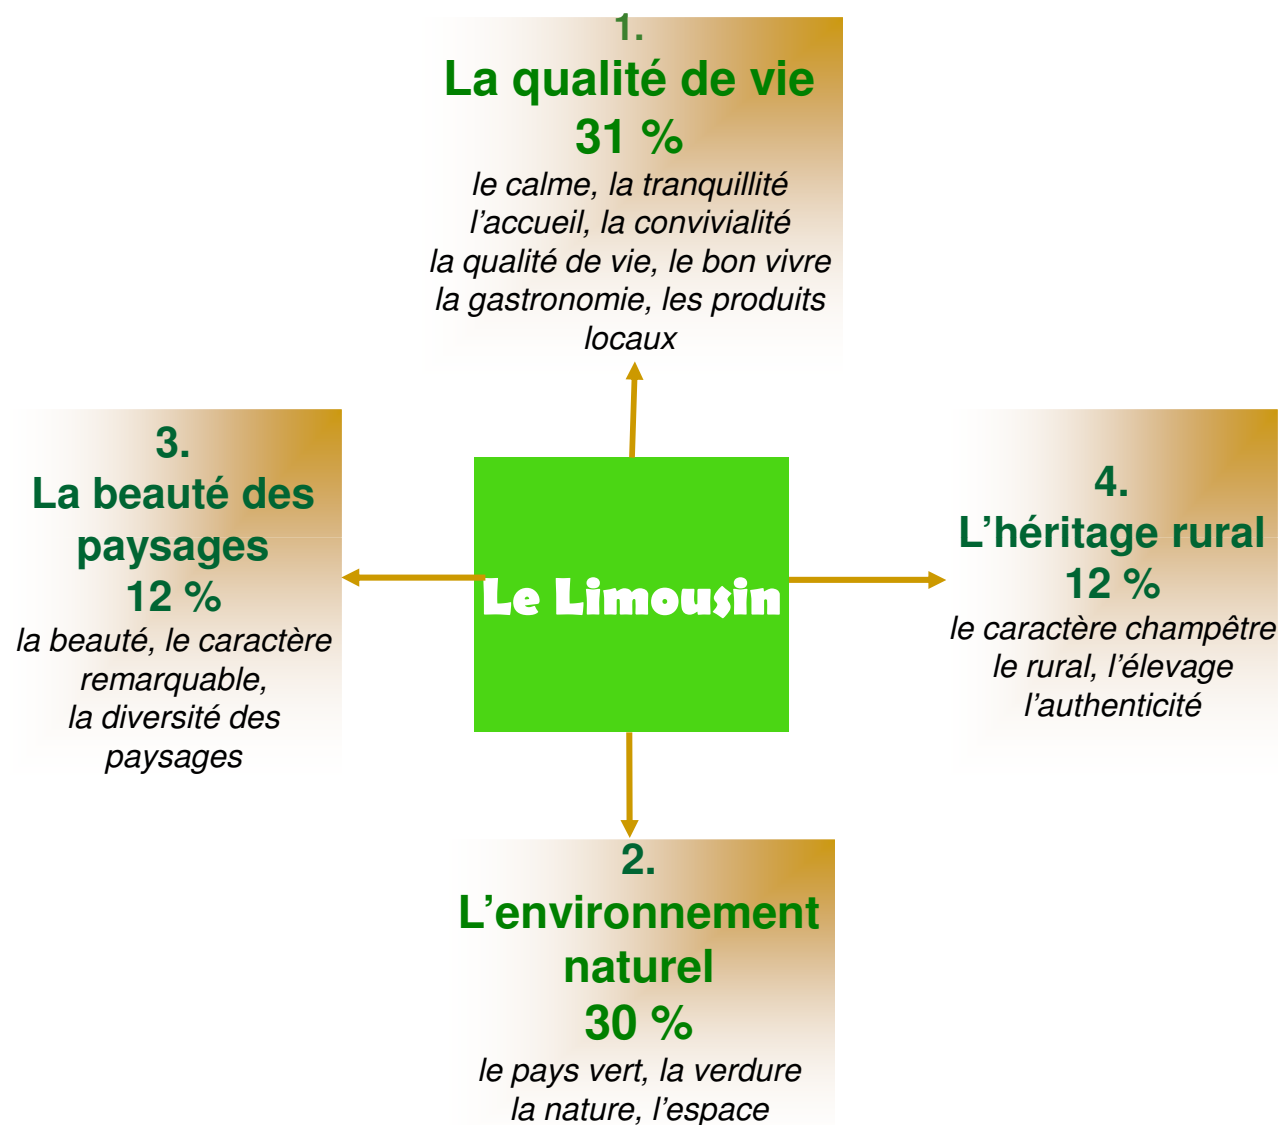 1.
La qualité de vie
31 %
le calme, la tranquillité
l’accueil, la convivialité
la qualité de vie, le bon vivre
la gastronomie, les produits
locaux
3.
La beauté des
paysages
12 %
la beauté, le caractère
remarquable,
la diversité des
paysages
Le Limousin
4.
L’héritage rural
12 %
le caractère champêtre
le rural, l’élevage
l’authenticité
2.
L’environnement
naturel
30 %
le pays vert, la verdure
la nature, l’espace